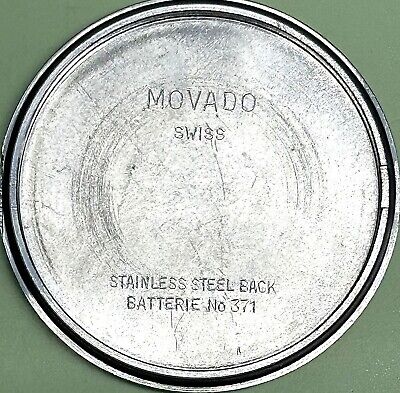 MOVADO
SWISS
STAINLESS STEEL BACK
BATTERIE No 371